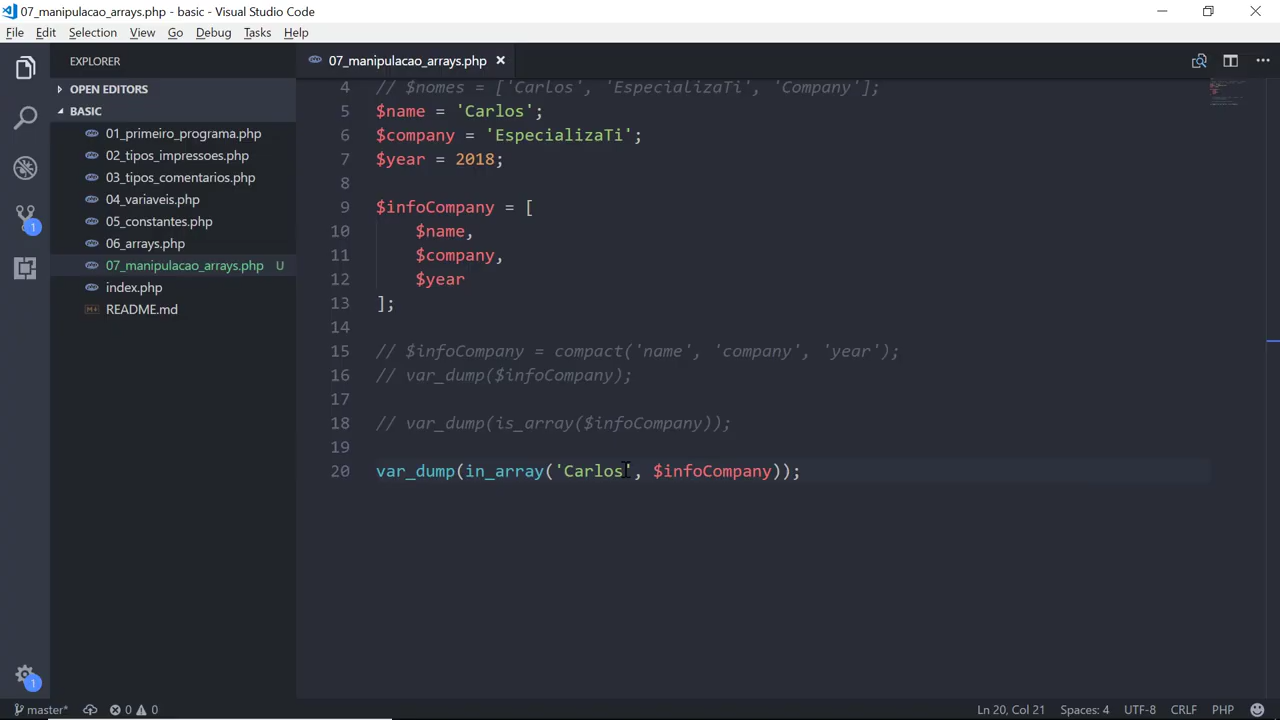 07_manipulacao_arrays.php - basic - Visual Studio Code
File Edit Selection View Go Debug Tasks Help
EXPLORER
OPEN EDITORS
BASIC
01_primeiro_programa.php
02_tipos_impressoes.php
03_tipos_comentarios.php
04_variaveis.php
05_constantes.php
06_arrays.php
07_manipulacao_arrays.php U
index.php
README.md
1
1
07_manipulacao_arrays.php
4 // $nomes = ['Carlos', 'EspecializaTi', 'Company'];
5 $name = 'Carlos';
6 $company = 'EspecializaTi';
7 $year = 2018;
8
9 $infoCompany = [
10 $name,
11 $company,
12 $year
13 ];
14
15 // $infoCompany = compact('name', 'company', 'year');
16 // var_dump($infoCompany);
17
18 // var_dump(is_array($infoCompany));
19
20 var_dump(in_array('Carlos', $infoCompany));
master* 0 0 Ln 20, Col 21 Spaces: 4 UTF-8 CRLF PHP